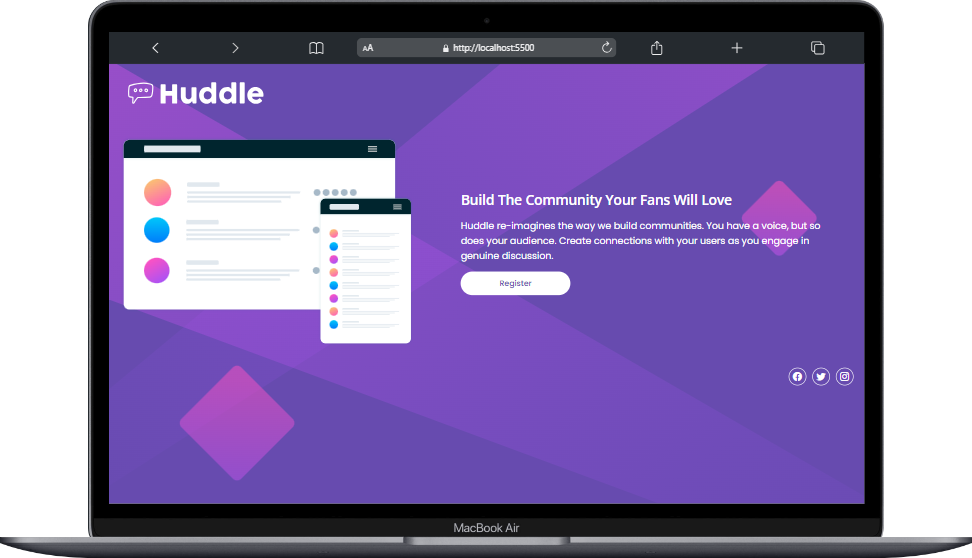 AA
http://localhost:5500
Huddle
Build The Community Your Fans Will Love
Huddle re-imagines the way we build communities. You have a voice, but so
does your audience. Create connections with your users as you engage in
genuine discussion.
Register
MacBook Air